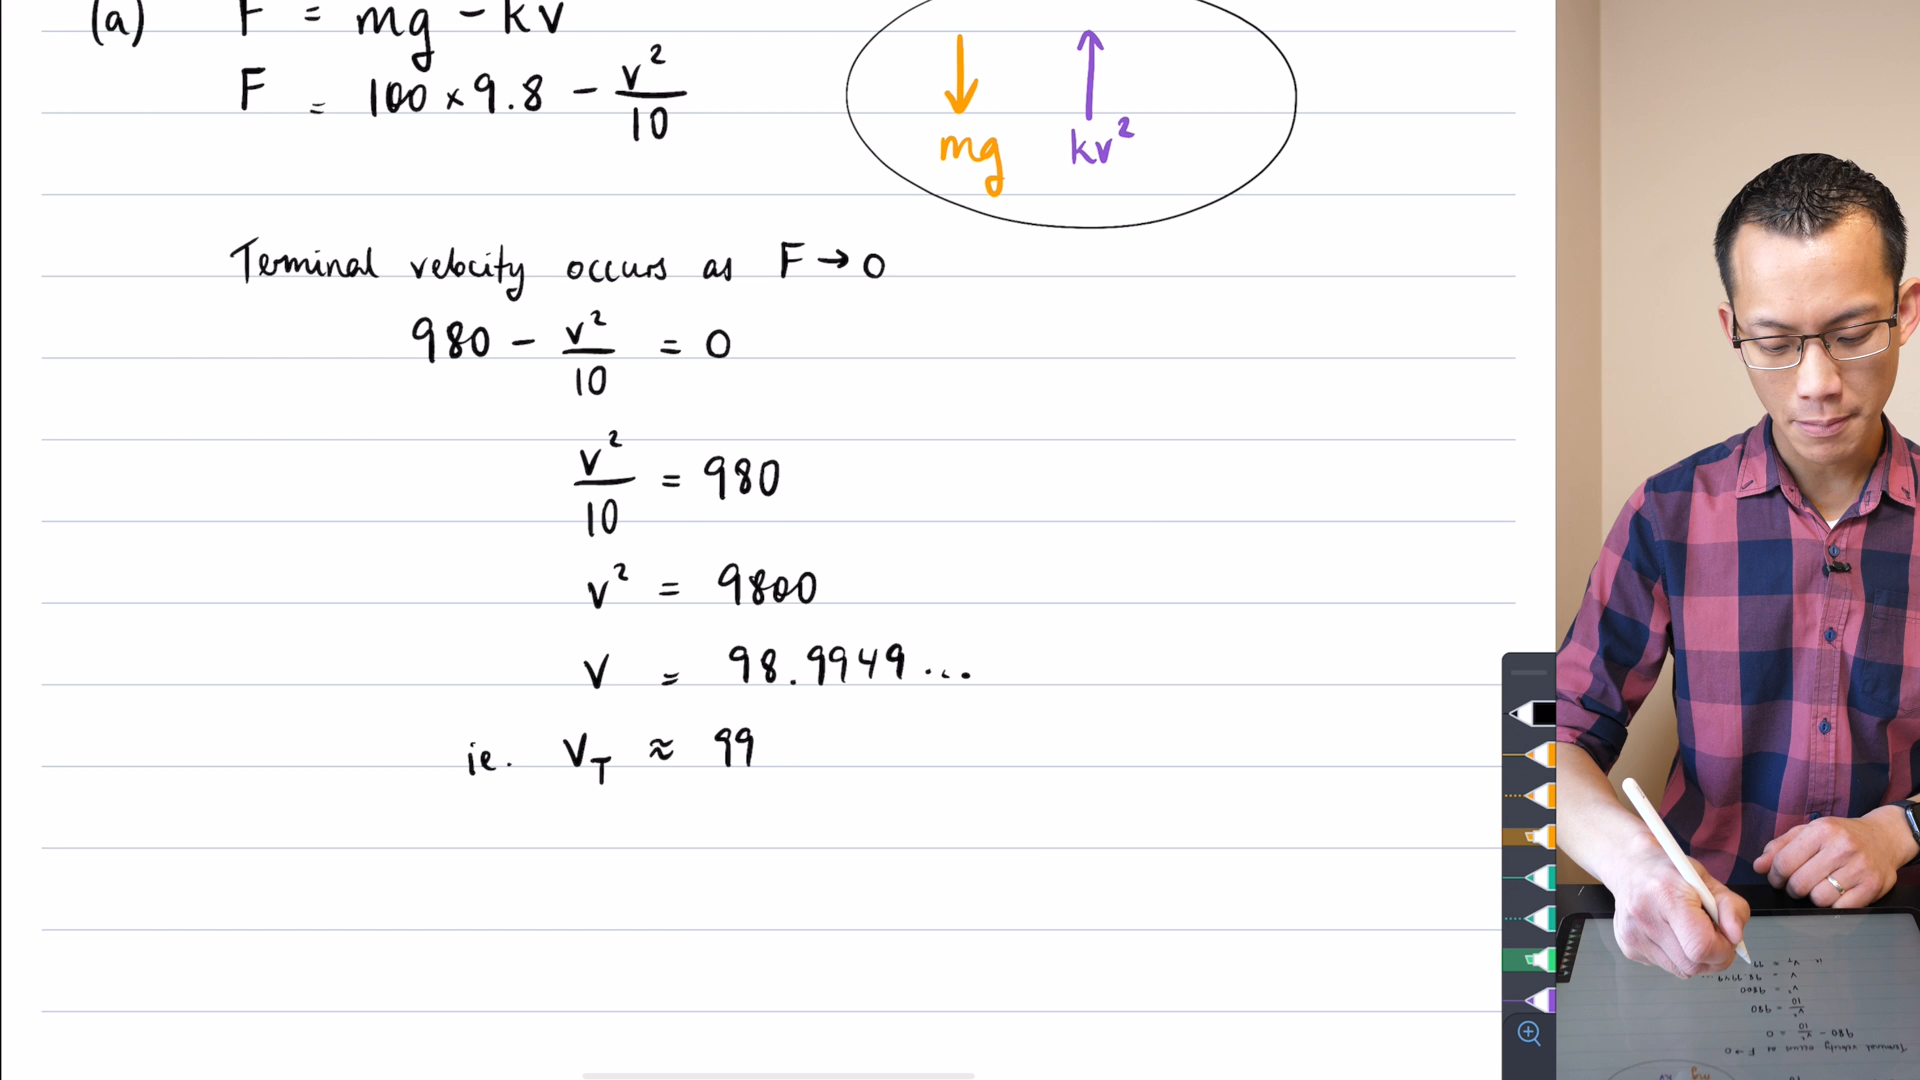 (a) F = mg - kv
F = 100 × 9.8 - v²/10
mg kv²
Terminal velocity occurs as F → 0
980 - v²/10 = 0
v²/10 = 980
v² = 9800
v = 98.9949...
ie. v_T ≈ 99